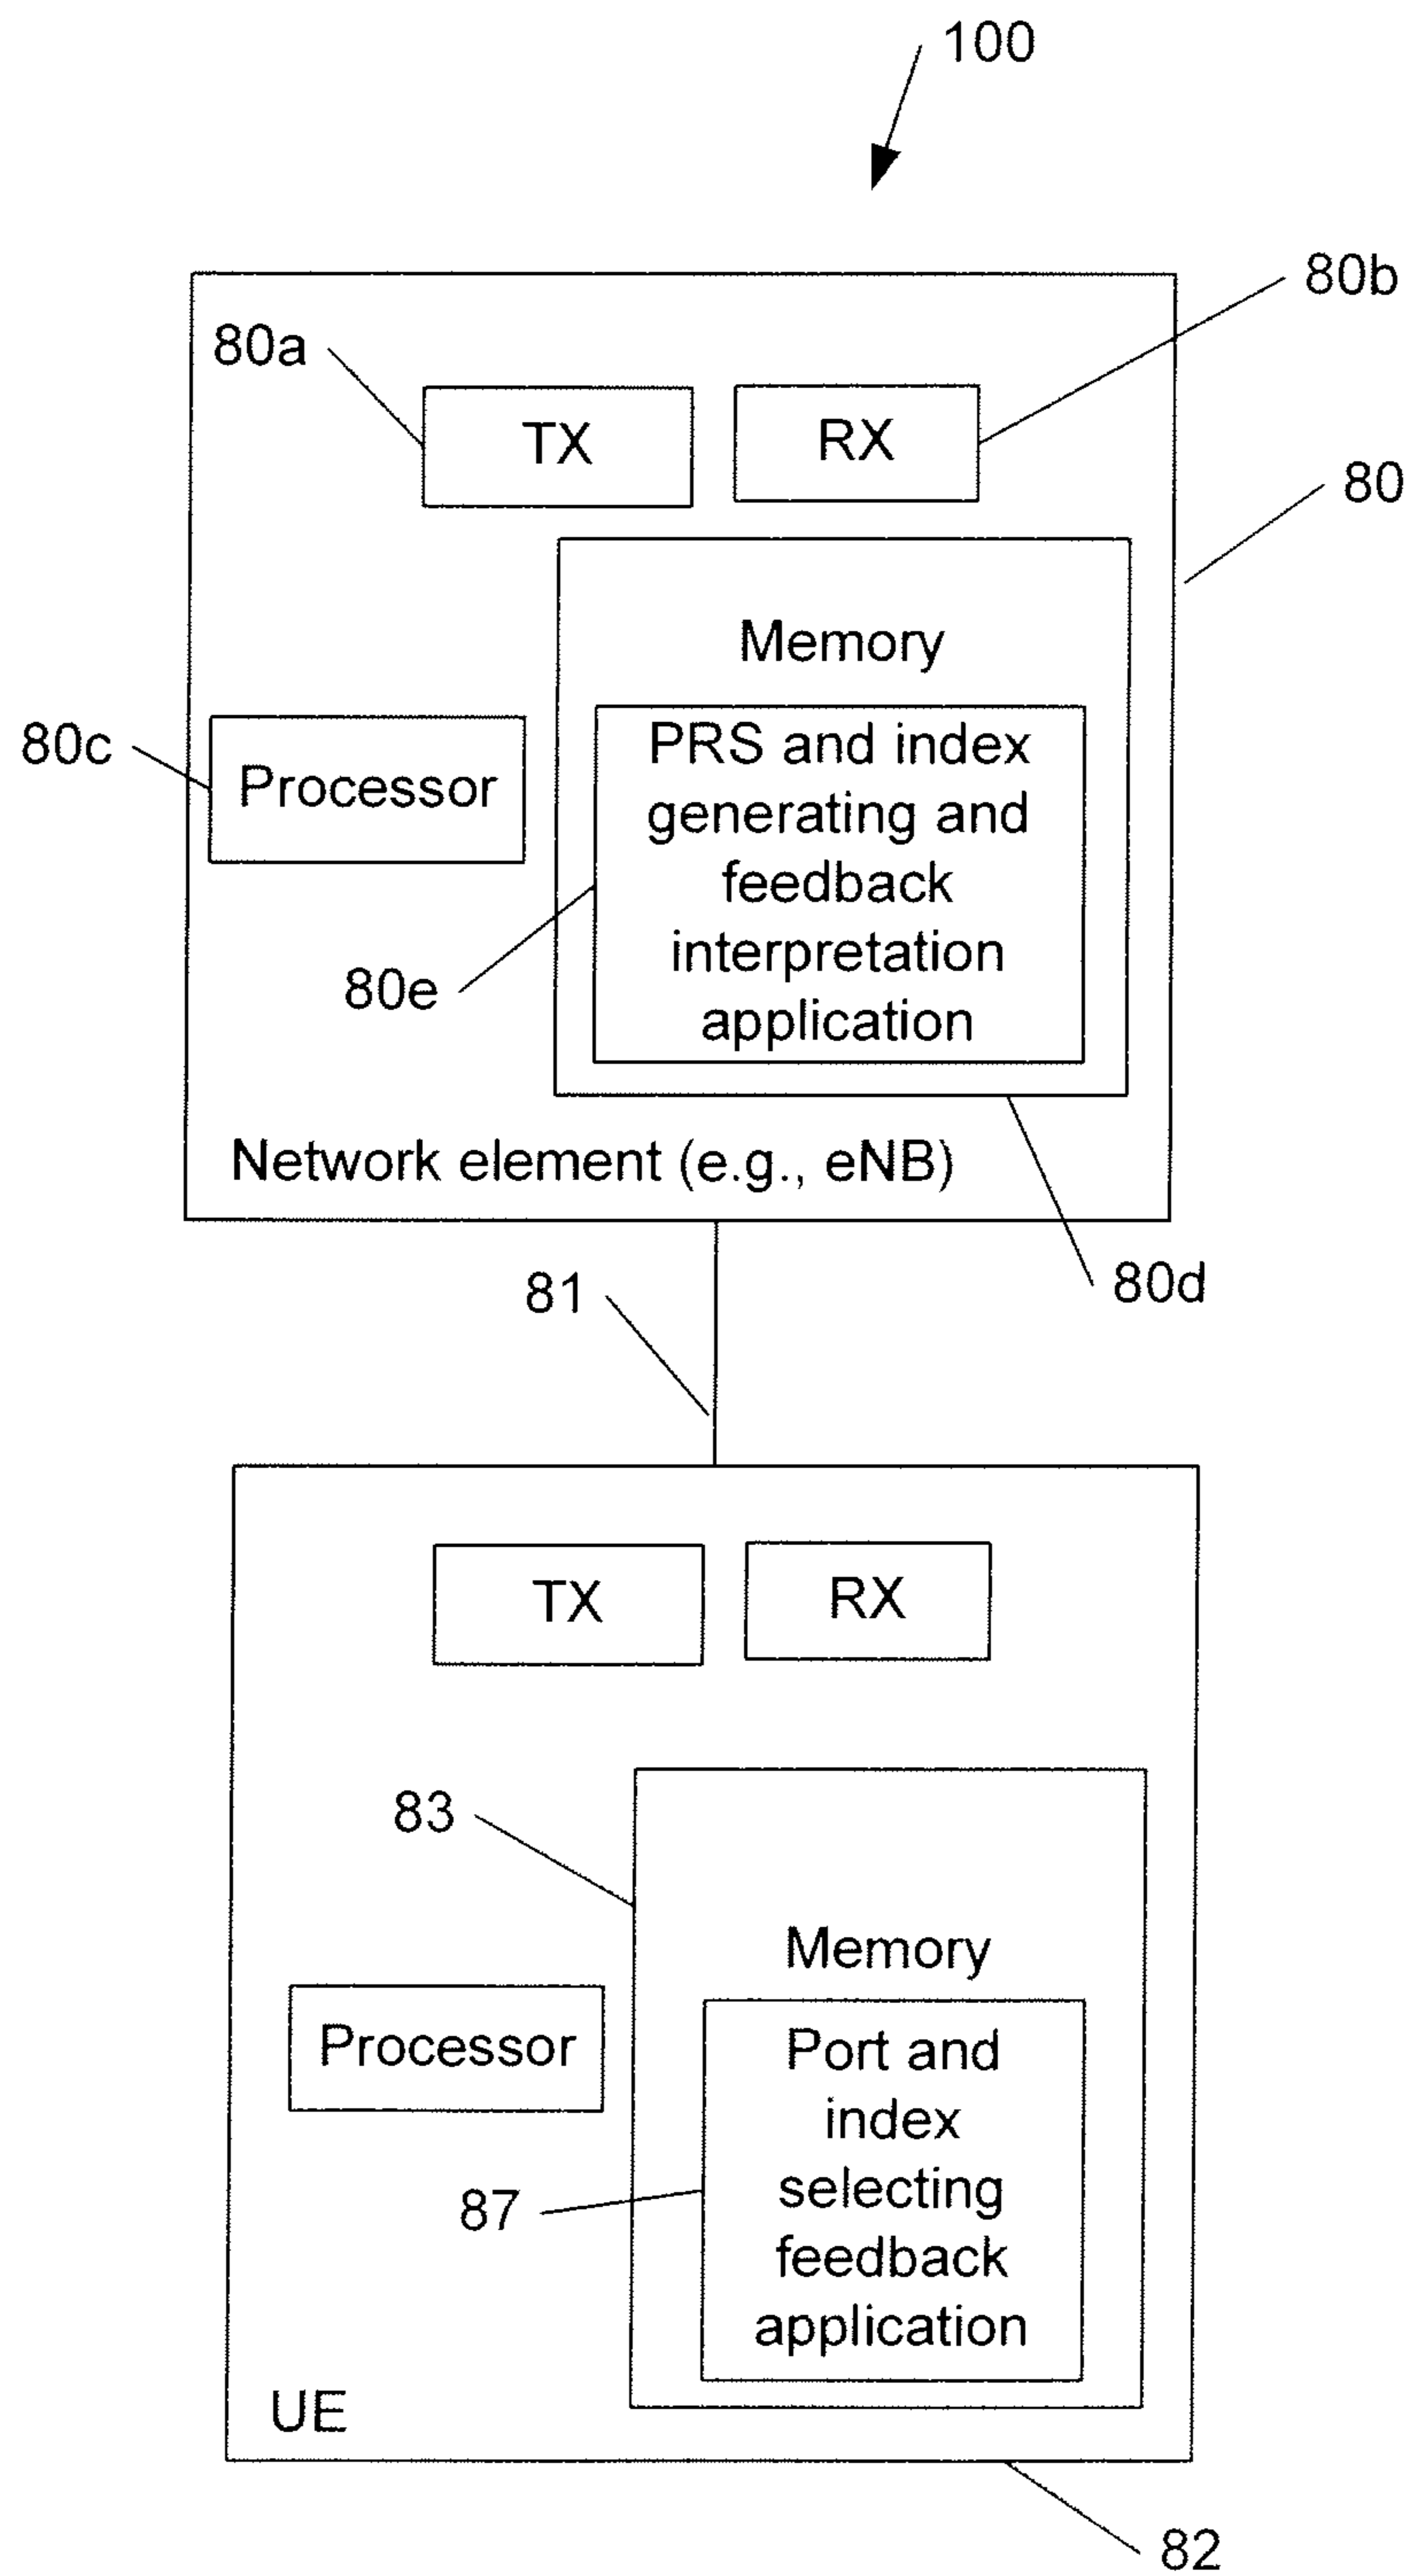 100
80b
80a
TX
RX
80
Memory
80c
Processor
PRS and index
generating and
feedback
interpretation
application
80e
Network element (e.g., eNB)
80d
81
TX
RX
83
Memory
Processor
Port and
index
selecting
feedback
application
87
UE
82